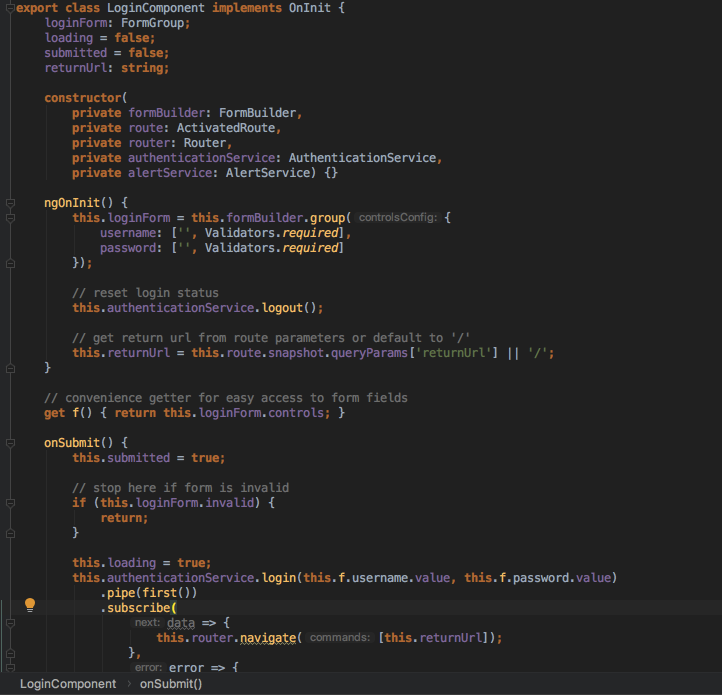 export class LoginComponent implements OnInit {
    loginForm: FormGroup;
    loading = false;
    submitted = false;
    returnUrl: string;

    constructor(
        private formBuilder: FormBuilder,
        private route: ActivatedRoute,
        private router: Router,
        private authenticationService: AuthenticationService,
        private alertService: AlertService) {}

    ngOnInit() {
        this.loginForm = this.formBuilder.group( controlsConfig: {
            username: ['', Validators.required],
            password: ['', Validators.required]
        });

        // reset login status
        this.authenticationService.logout();

        // get return url from route parameters or default to '/'
        this.returnUrl = this.route.snapshot.queryParams['returnUrl'] || '/';
    }

    // convenience getter for easy access to form fields
    get f() { return this.loginForm.controls; }

    onSubmit() {
        this.submitted = true;

        // stop here if form is invalid
        if (this.loginForm.invalid) {
            return;
        }

        this.loading = true;
        this.authenticationService.login(this.f.username.value, this.f.password.value)
            .pipe(first())
            .subscribe(
                next: data => {
                    this.router.navigate( commands: [this.returnUrl]);
                },
                error: error => {
LoginComponent › onSubmit()